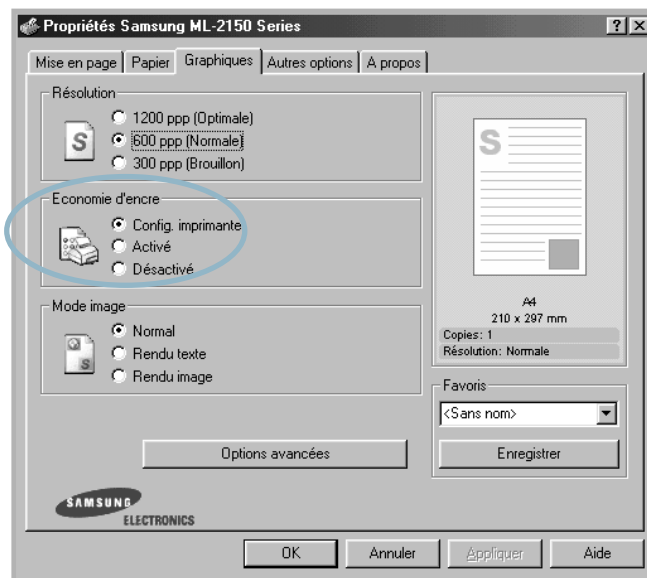 Propriétés Samsung ML-2150 Series
Mise en page Papier Graphiques Autres options A propos
Résolution
1200 ppp (Optimale)
600 ppp (Normale)
300 ppp (Brouillon)
Economie d'encre
Config. imprimante
Activé
Désactivé
Mode image
Normal
Rendu texte
Rendu image
Options avancées
S
S
S
A4
210 x 297 mm
Copies: 1
Résolution: Normale
Favoris
<Sans nom>
Enregistrer
SAMSUNG
ELECTRONICS
OK Annuler Appliquer Aide